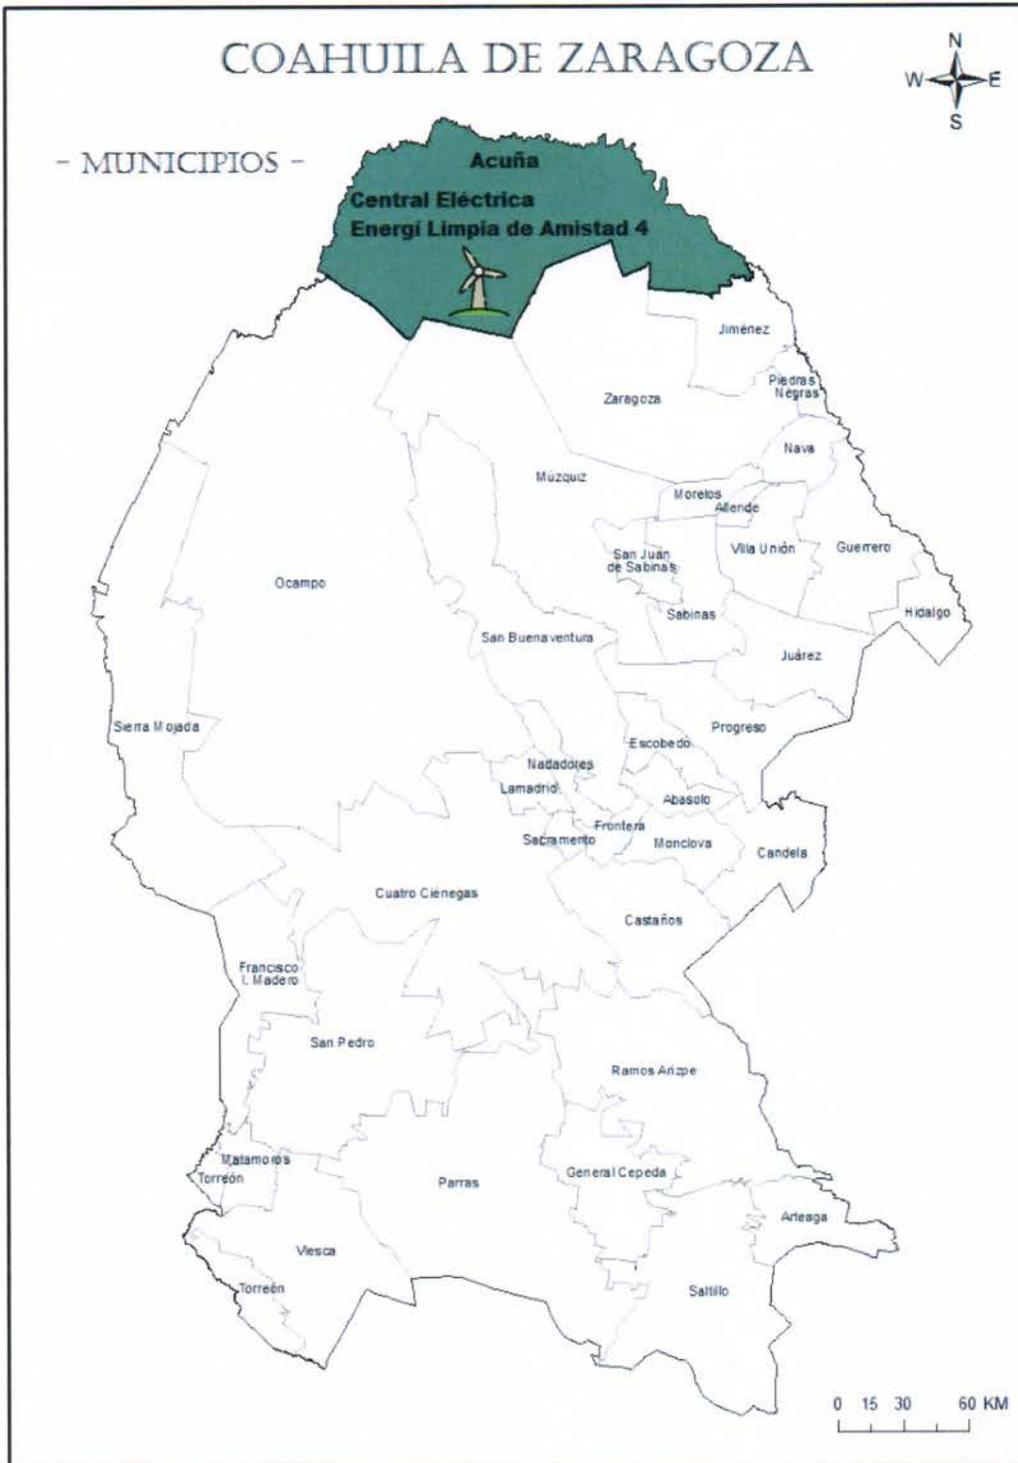 COAHUILA DE ZARAGOZA
N
W E
S
- MUNICIPIOS -
Acuña
Central Eléctrica
Energí Limpia de Amistad 4
Jiménez
Piedras
Negras
Zaragoza
Nava
Múzquiz
Morelos
Allende
San Juan
de Sabinas
Villa Unión
Guerrero
Ocampo
Hidalgo
Sabinas
San Buenaventura
Juárez
Sierra Mojada
Progreso
Escobedo
Nadadores
Lamadrid
Abasolo
Frontera
Sacramento
Monclova
Candela
Cuatro Ciénegas
Castaños
Francisco
I. Madero
San Pedro
Ramos Arizpe
Matamoros
Torreón
Parras
General Cepeda
Arteaga
Viesca
Torreón
Saltillo
0 15 30 60 KM